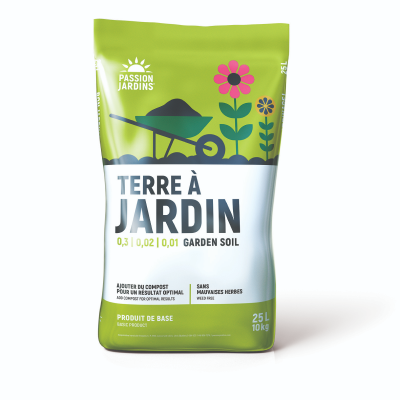 PASSION
JARDINS
25 L
TERRE À
JARDIN
0,3 | 0,02 | 0,01 GARDEN SOIL
AJOUTER DU COMPOST
POUR UN RÉSULTAT OPTIMAL
ADD COMPOST FOR OPTIMAL RESULTS
SANS
MAUVAISES HERBES
WEED FREE
PRODUIT DE BASE
BASIC PRODUCT
25 L
10 kg